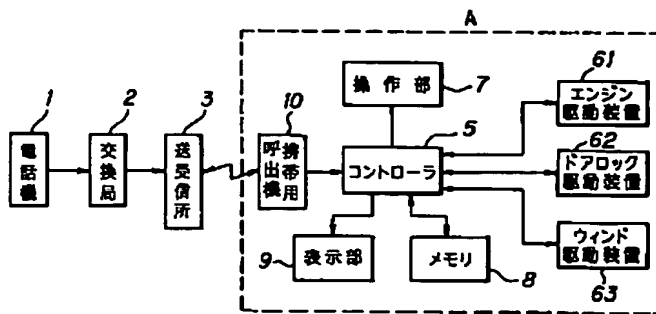 A
1
電話機
2
交換局
3
送受信所
10
携帯用
呼出機
操作部
7
5
コントローラ
61
エンジン
駆動装置
62
ドアロック
駆動装置
ウィンド
駆動装置
63
9
表示部
メモリ
8